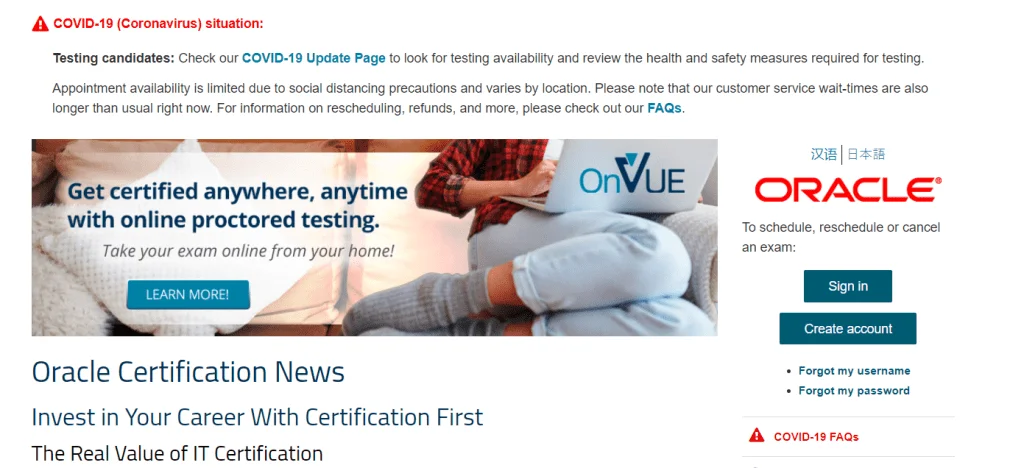 COVID-19 (Coronavirus) situation:
Testing candidates: Check our COVID-19 Update Page to look for testing availability and review the health and safety measures required for testing.
Appointment availability is limited due to social distancing precautions and varies by location. Please note that our customer service wait-times are also
longer than usual right now. For information on rescheduling, refunds, and more, please check out our FAQs.
Get certified anywhere, anytime
with online proctored testing.
Take your exam online from your home!
LEARN MORE!
OnVUE
Oracle Certification News
Invest in Your Career With Certification First
The Real Value of IT Certification
汉语 | 日本語
ORACLE®
To schedule, reschedule or cancel
an exam:
Sign in
Create account
• Forgot my username
• Forgot my password
COVID-19 FAQs